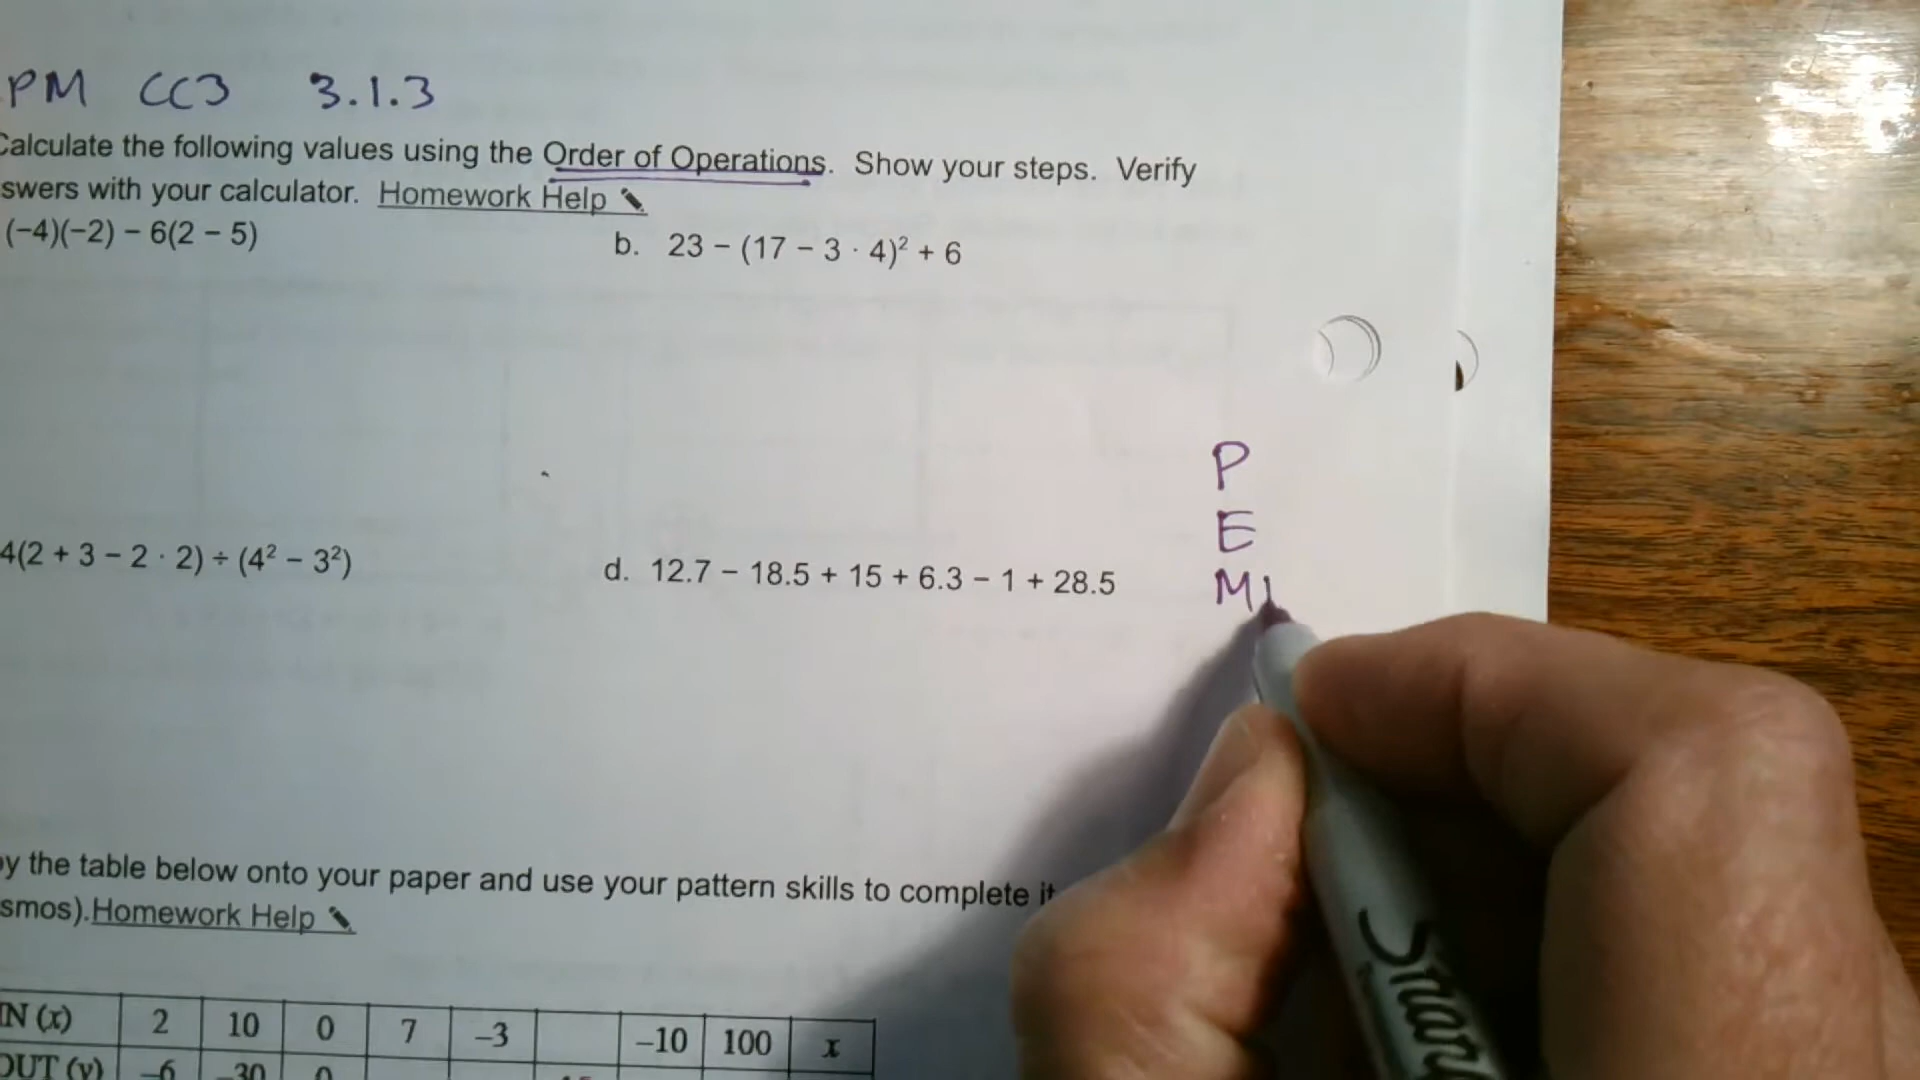 PM CC3 3.1.3
Calculate the following values using the Order of Operations. Show your steps. Verify
swers with your calculator. Homework Help ✎
(−4)(−2) − 6(2 − 5)
b. 23 − (17 − 3 · 4)² + 6
P
E
M
4(2 + 3 − 2 · 2) ÷ (4² − 3²)
d. 12.7 − 18.5 + 15 + 6.3 − 1 + 28.5
py the table below onto your paper and use your pattern skills to complete it
smos).Homework Help ✎
IN (x) 2 10 0 7 −3 −10 100 x
OUT (y) −6 −30 0